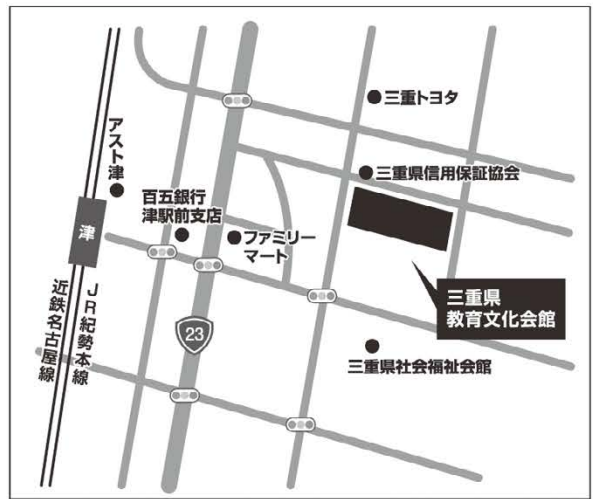 三重トヨタ
アスト津
三重県信用保証協会
百五銀行
津駅前支店
ファミリー
マート
津
三重県
教育文化会館
23
三重県社会福祉会館
JR紀勢本線
近鉄名古屋線